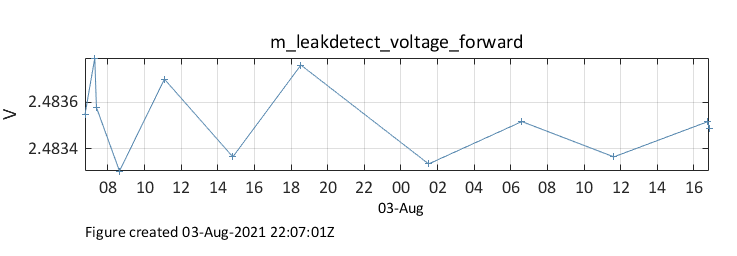 m_leakdetect_voltage_forward
V
2.4836
2.4834
08 10 12 14 16 18 20 22 00 02 04 06 08 10 12 14 16
03-Aug
Figure created 03-Aug-2021 22:07:01Z